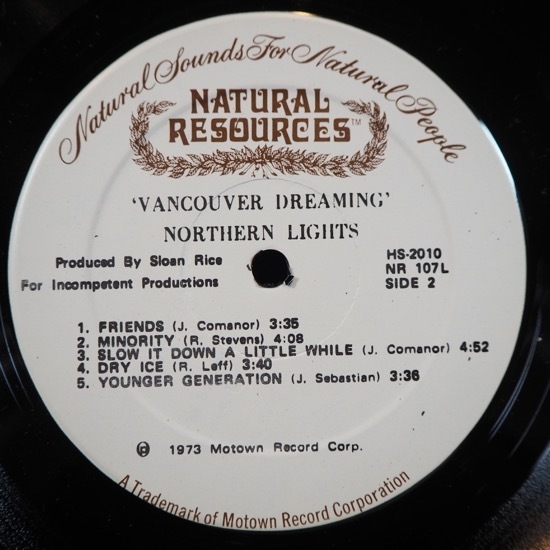 Natural Sounds For Natural People
NATURAL
RESOURCES™
'VANCOUVER DREAMING'
NORTHERN LIGHTS
Produced By Sloan Rice
For Incompetent Productions
HS-2010
NR 107L
SIDE 2
1. FRIENDS (J. Comanor) 3:35
2. MINORITY (R. Stevens) 4:08
3. SLOW IT DOWN A LITTLE WHILE (J. Comanor) 4:52
4. DRY ICE (R. Leff) 3:40
5. YOUNGER GENERATION (J. Sebastian) 3:36
℗ 1973 Motown Record Corp.
A Trademark of Motown Record Corporation